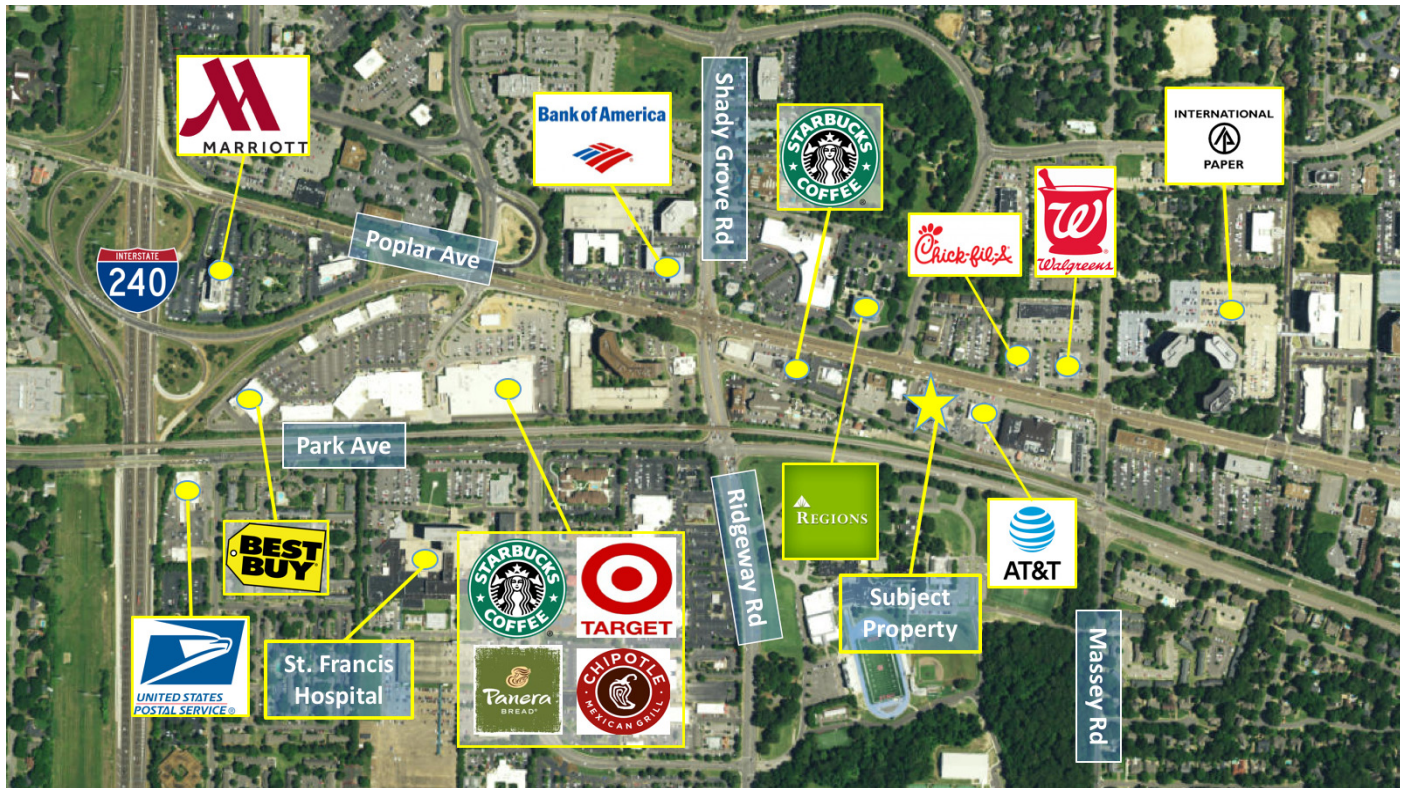 MARRIOTT
Bank of America
Shady Grove Rd
STARBUCKS
COFFEE
INTERNATIONAL
PAPER
Chick-fil-A
W
Walgreens
Poplar Ave
INTERSTATE
240
Park Ave
BEST
BUY
REGIONS
AT&T
Ridgeway Rd
Subject
Property
STARBUCKS
COFFEE
TARGET
Panera
BREAD®
CHIPOTLE
MEXICAN GRILL
St. Francis
Hospital
UNITED STATES
POSTAL SERVICE®
Massey Rd